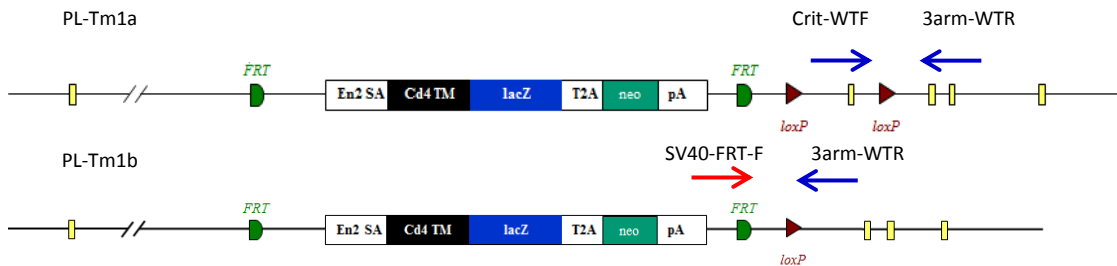 PL-Tm1a Crit-WTF 3arm-WTR
FRT FRT
En2 SA Cd4 TM lacZ T2A neo pA
loxP loxP
PL-Tm1b SV40-FRT-F 3arm-WTR
FRT FRT
En2 SA Cd4 TM lacZ T2A neo pA
loxP